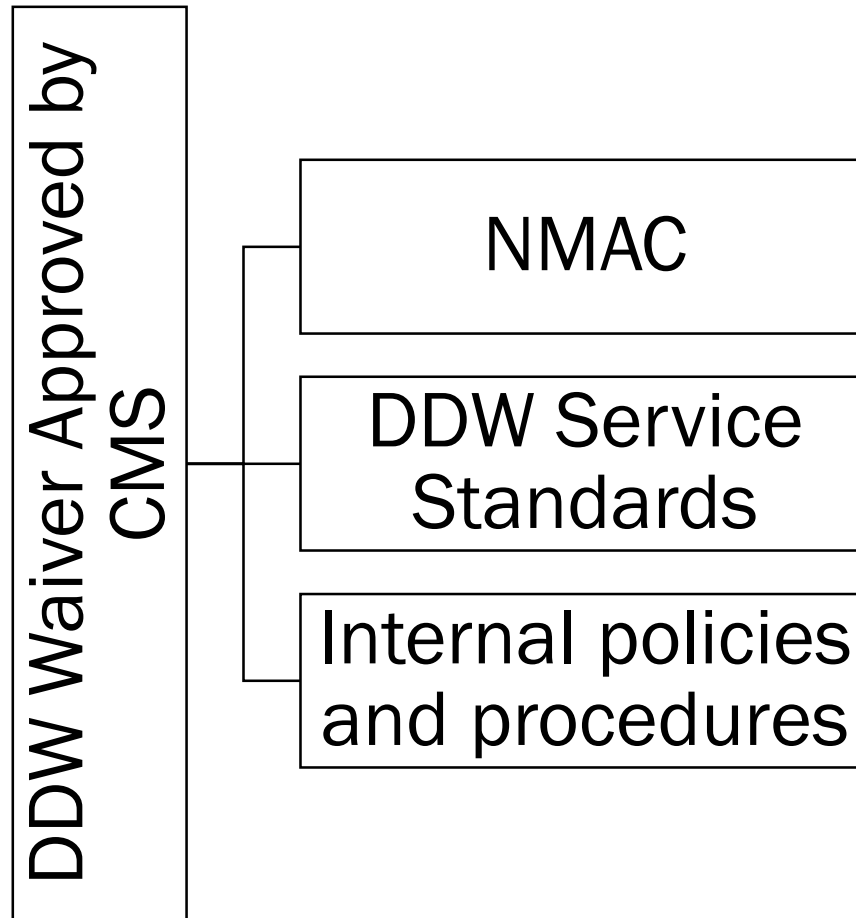 DDW Waiver Approved by
CMS
NMAC
DDW Service
Standards
Internal policies
and procedures